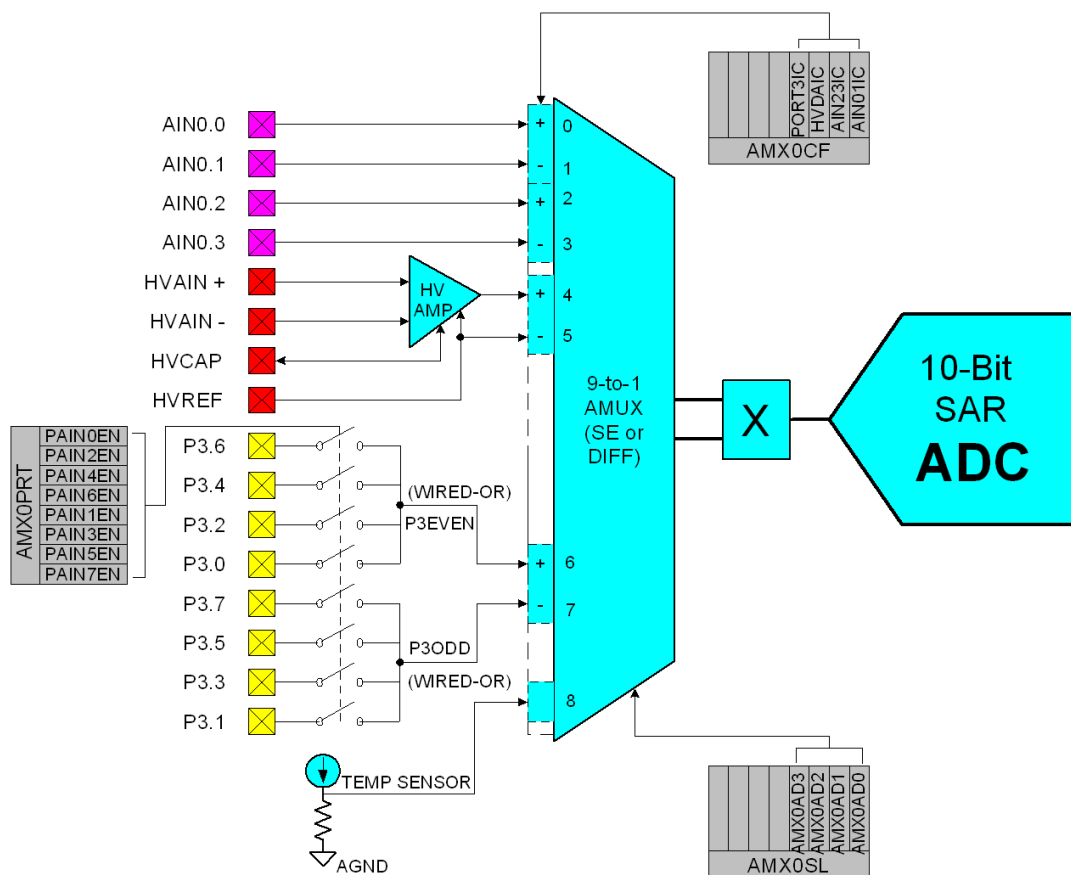 PORT3IC
HVDAIC
AIN23IC
AIN01IC
AMX0CF
AIN0.0
AIN0.1
AIN0.2
AIN0.3
HVAIN +
HVAIN -
HVCAP
HVREF
HV
AMP
+
-
+
-
+
-
+
-
0
1
2
3
4
5
6
7
8
9-to-1
AMUX
(SE or
DIFF)
X
10-Bit
SAR
ADC
AMX0PRT
PAIN0EN
PAIN2EN
PAIN4EN
PAIN6EN
PAIN1EN
PAIN3EN
PAIN5EN
PAIN7EN
P3.6
P3.4
P3.2
P3.0
P3.7
P3.5
P3.3
P3.1
(WIRED-OR)
P3EVEN
P3ODD
(WIRED-OR)
TEMP SENSOR
AGND
AMX0AD3
AMX0AD2
AMX0AD1
AMX0AD0
AMX0SL